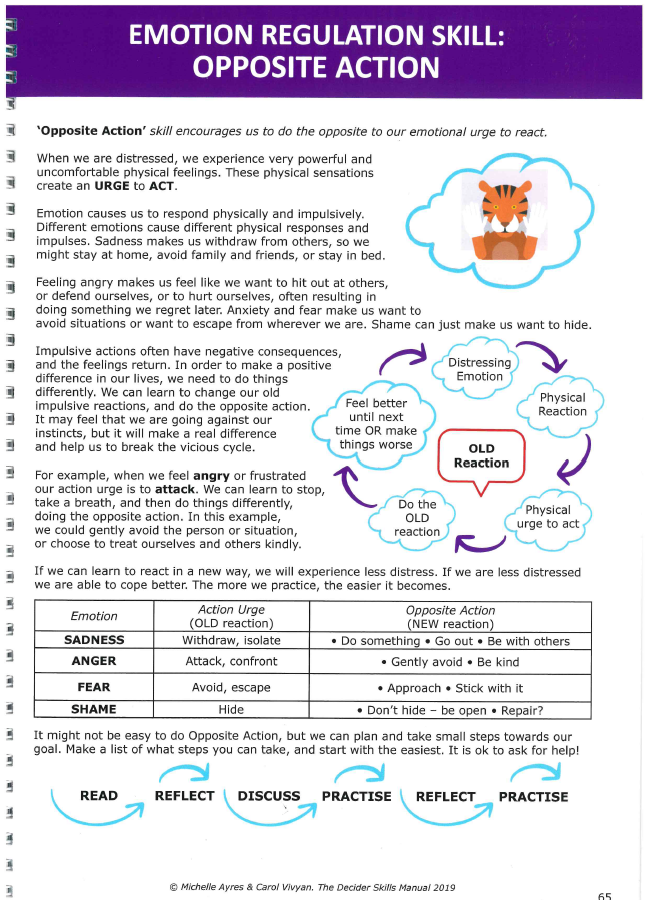 EMOTION REGULATION SKILL:
OPPOSITE ACTION
'Opposite Action' skill encourages us to do the opposite to our emotional urge to react.
When we are distressed, we experience very powerful and
uncomfortable physical feelings. These physical sensations
create an URGE to ACT.
Emotion causes us to respond physically and impulsively.
Different emotions cause different physical responses and
impulses. Sadness makes us withdraw from others, so we
might stay at home, avoid family and friends, or stay in bed.
Feeling angry makes us feel like we want to hit out at others,
or defend ourselves, or to hurt ourselves, often resulting in
doing something we regret later. Anxiety and fear make us want to
avoid situations or want to escape from wherever we are. Shame can just make us want to hide.
Impulsive actions often have negative consequences,
and the feelings return. In order to make a positive
difference in our lives, we need to do things
differently. We can learn to change our old
impulsive reactions, and do the opposite action.
It may feel that we are going against our
instincts, but it will make a real difference
and help us to break the vicious cycle.
For example, when we feel angry or frustrated
our action urge is to attack. We can learn to stop,
take a breath, and then do things differently,
doing the opposite action. In this example,
we could gently avoid the person or situation,
or choose to treat ourselves and others kindly.
Distressing
Emotion
Physical
Reaction
Physical
urge to act
Do the
OLD
reaction
Feel better
until next
time OR make
things worse
OLD
Reaction
If we can learn to react in a new way, we will experience less distress. If we are less distressed
we are able to cope better. The more we practice, the easier it becomes.
Emotion
Action Urge
(OLD reaction)
Opposite Action
(NEW reaction)
SADNESS
Withdraw, isolate
• Do something • Go out • Be with others
ANGER
Attack, confront
• Gently avoid • Be kind
FEAR
Avoid, escape
• Approach • Stick with it
SHAME
Hide
• Don't hide – be open • Repair?
It might not be easy to do Opposite Action, but we can plan and take small steps towards our
goal. Make a list of what steps you can take, and start with the easiest. It is ok to ask for help!
READ REFLECT DISCUSS PRACTISE REFLECT PRACTISE
© Michelle Ayres & Carol Vivyan. The Decider Skills Manual 2019
65